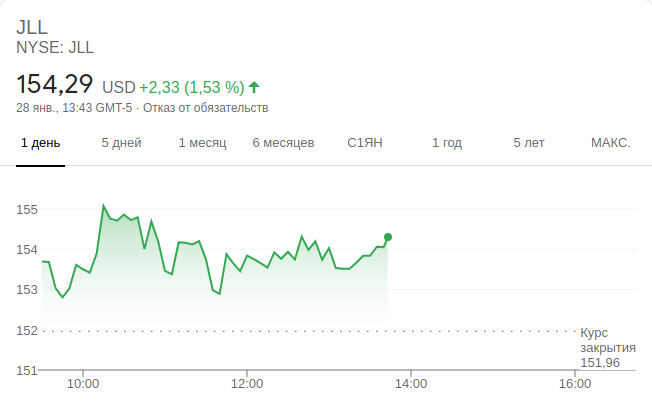 JLL
NYSE: JLL
154,29 USD +2,33 (1,53 %)
28 янв., 13:43 GMT-5 · Отказ от обязательств
1 день 5 дней 1 месяц 6 месяцев С1ЯН 1 год 5 лет МАКС.
155
154
153
152
Курс
закрытия
151,96
151
10:00 12:00 14:00 16:00